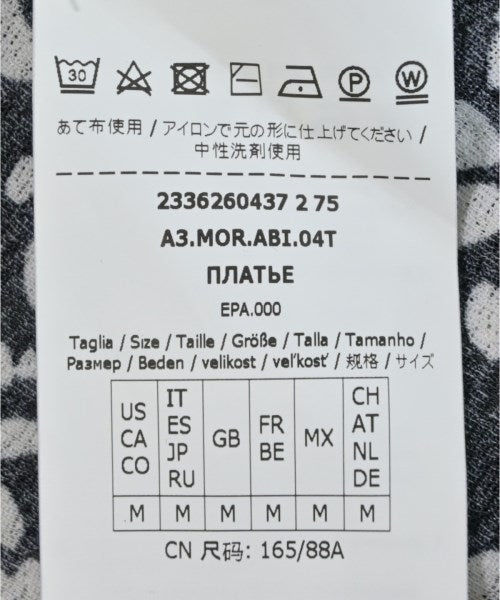 30 P W
あて布使用 / アイロンで元の形に仕上げてください /
中性洗剤使用
2336260437 2 75
A3.MOR.ABI.04T
ПЛАТЬЕ
EPA.000
Taglia / Size / Taille / Größe / Talla / Tamanho /
Размер / Beden / velikost / veľkosť / 规格 / サイズ
US CA CO
IT ES JP RU
GB
FR BE
MX
CH AT NL DE
M M M M M M
CN 尺码: 165/88A